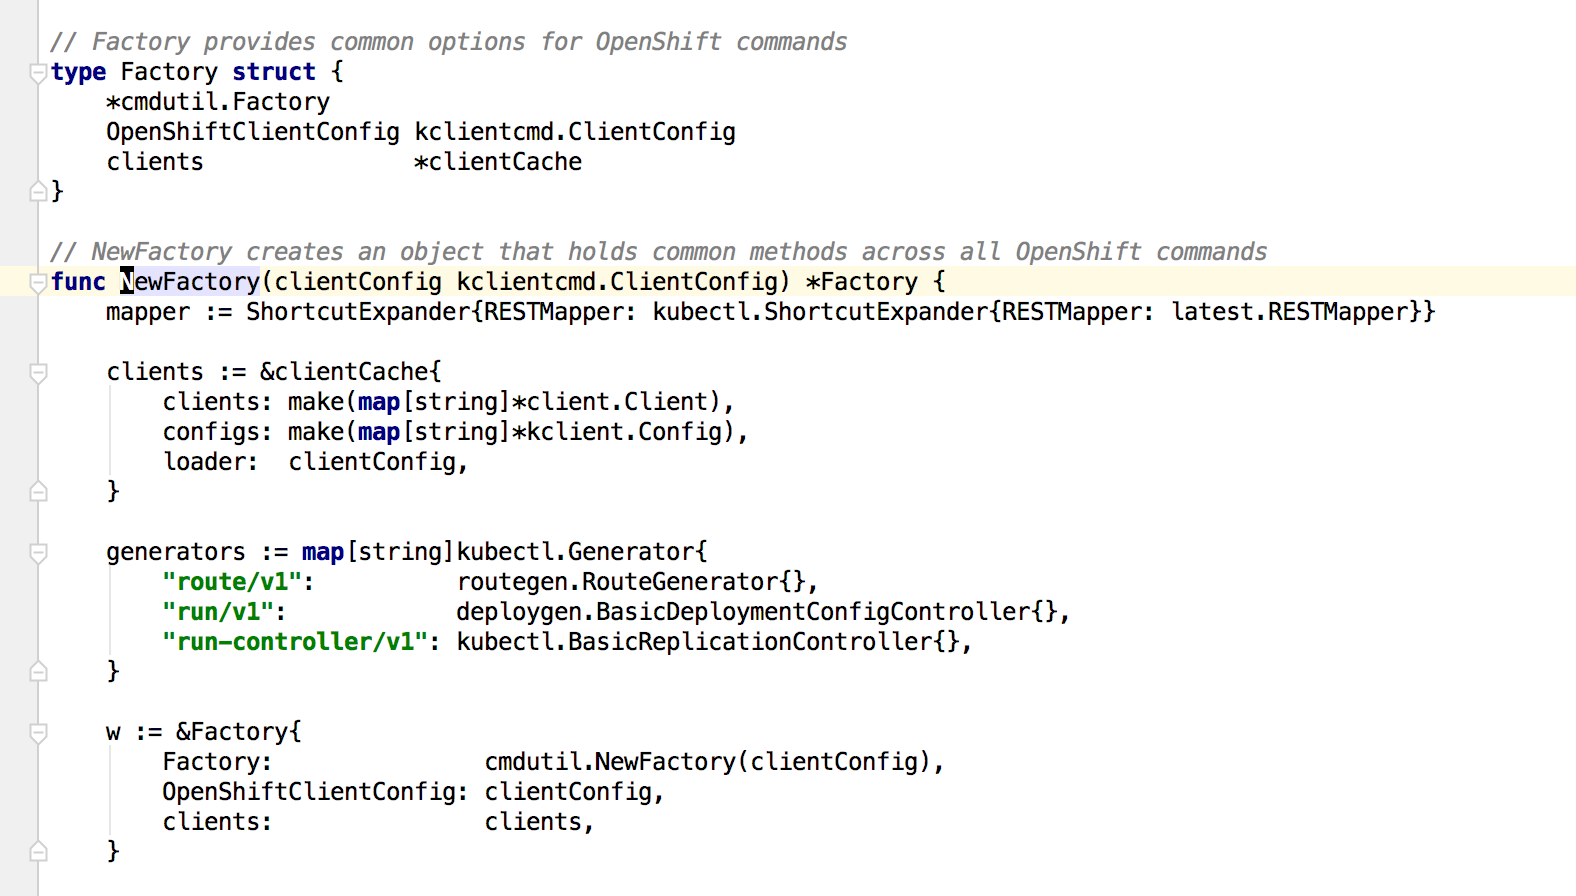 // Factory provides common options for OpenShift commands
type Factory struct {
    *cmdutil.Factory
    OpenShiftClientConfig kclientcmd.ClientConfig
    clients               *clientCache
}

// NewFactory creates an object that holds common methods across all OpenShift commands
func NewFactory(clientConfig kclientcmd.ClientConfig) *Factory {
    mapper := ShortcutExpander{RESTMapper: kubectl.ShortcutExpander{RESTMapper: latest.RESTMapper}}

    clients := &clientCache{
        clients: make(map[string]*client.Client),
        configs: make(map[string]*kclient.Config),
        loader:  clientConfig,
    }

    generators := map[string]kubectl.Generator{
        "route/v1":          routegen.RouteGenerator{},
        "run/v1":            deploygen.BasicDeploymentConfigController{},
        "run-controller/v1": kubectl.BasicReplicationController{},
    }

    w := &Factory{
        Factory:               cmdutil.NewFactory(clientConfig),
        OpenShiftClientConfig: clientConfig,
        clients:               clients,
    }